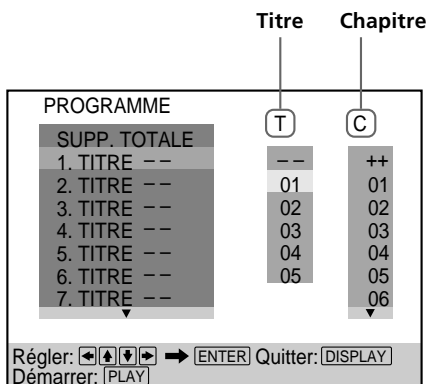 Titre Chapitre
PROGRAMME
T C
SUPP. TOTALE
1. TITRE – – – – ++
2. TITRE – – 01 01
3. TITRE – – 02 02
4. TITRE – – 03 03
5. TITRE – – 04 04
6. TITRE – – 05 05
7. TITRE – – 06
Régler: ENTER Quitter: DISPLAY
Démarrer: PLAY